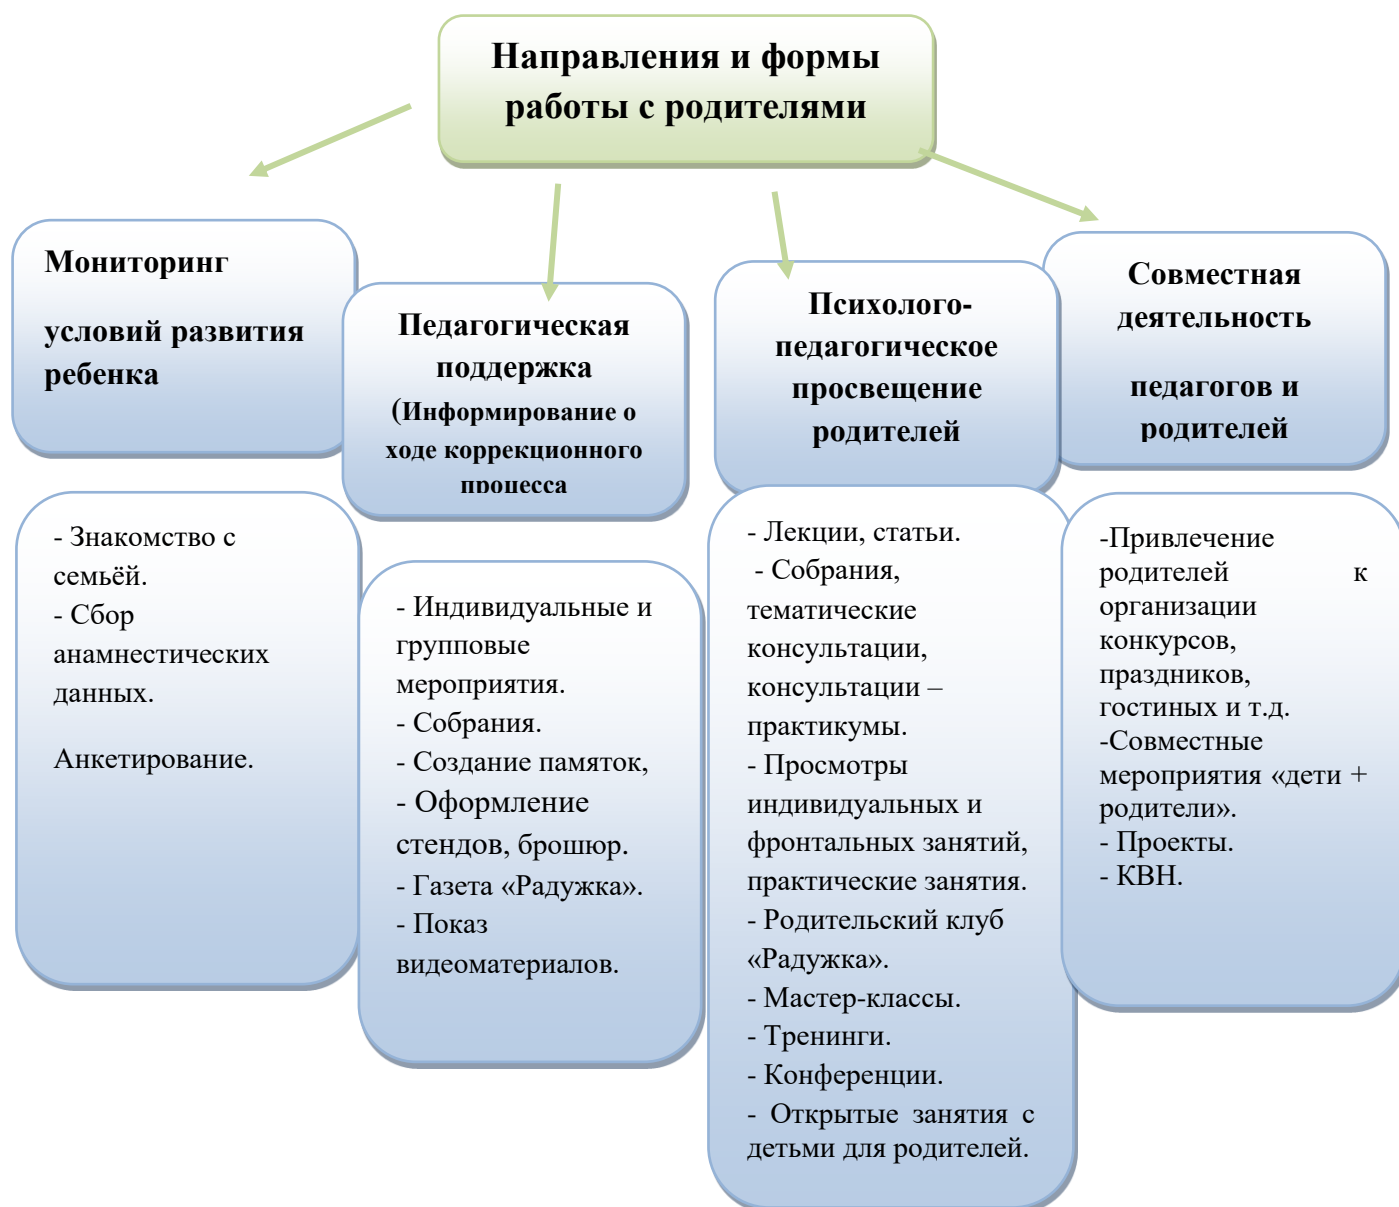 Направления и формы
работы с родителями
Мониторинг
условий развития
ребенка
Педагогическая
поддержка
(Информирование о
ходе коррекционного
процесса
Психолого-
педагогическое
просвещение
родителей
Совместная
деятельность
педагогов и
родителей
- Знакомство с
семьёй.
- Сбор
анамнестических
данных.
Анкетирование.
- Индивидуальные и
групповые
мероприятия.
- Собрания.
- Создание памяток,
- Оформление
стендов, брошюр.
- Газета «Радужка».
- Показ
видеоматериалов.
- Лекции, статьи.
- Собрания,
тематические
консультации,
консультации –
практикумы.
- Просмотры
индивидуальных и
фронтальных занятий,
практические занятия.
- Родительский клуб
«Радужка».
- Мастер-классы.
- Тренинги.
- Конференции.
- Открытые занятия с
детьми для родителей.
-Привлечение
родителей к
организации
конкурсов,
праздников,
гостиных и т.д.
-Совместные
мероприятия «дети +
родители».
- Проекты.
- КВН.